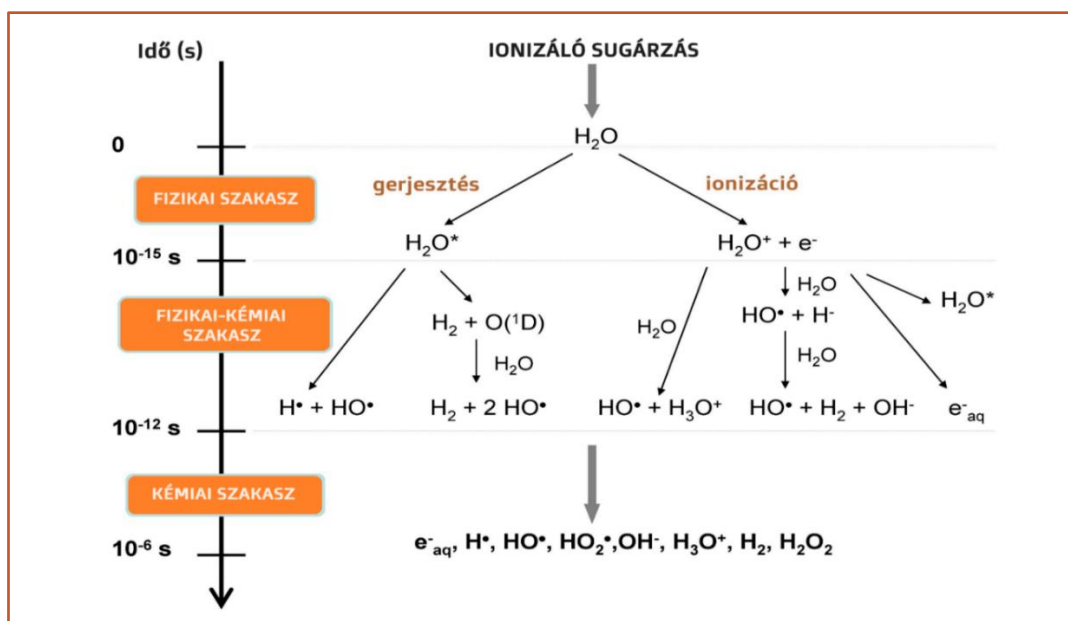 Idő (s)
IONIZÁLÓ SUGÁRZÁS
0
H₂O
gerjesztés
ionizáció
FIZIKAI SZAKASZ
10⁻¹⁵ s
H₂O*
H₂O⁺ + e⁻
FIZIKAI-KÉMIAI
SZAKASZ
H₂ + O(¹D)
H₂O
H₂O
H₂O
HO• + H⁻
H₂O
H₂O*
H• + HO•
H₂ + 2 HO•
HO• + H₃O⁺
HO• + H₂ + OH⁻
e⁻aq
10⁻¹² s
KÉMIAI SZAKASZ
10⁻⁶ s
e⁻aq, H•, HO•, HO₂•,OH⁻, H₃O⁺, H₂, H₂O₂